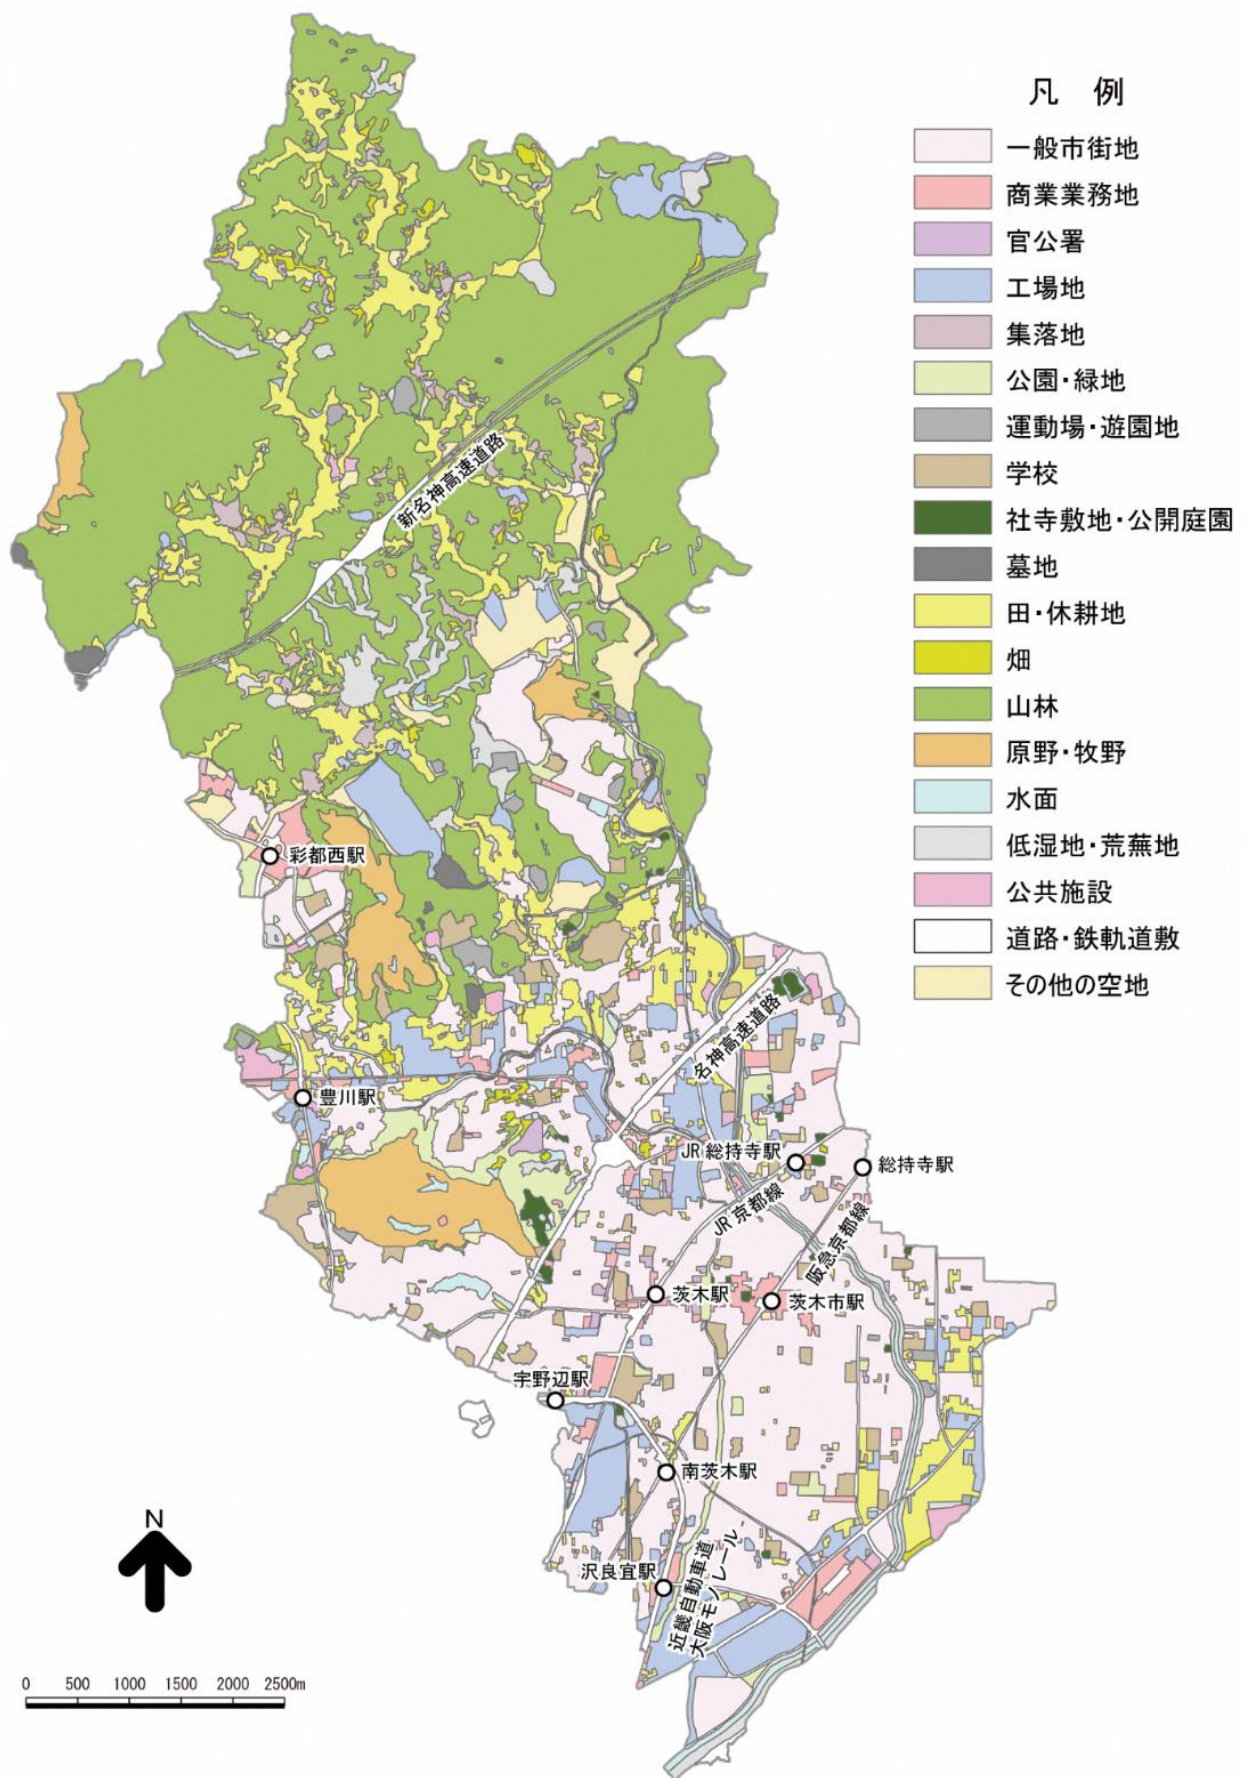 凡 例
一般市街地
商業業務地
官公署
工場地
集落地
公園・緑地
運動場・遊園地
学校
社寺敷地・公開庭園
墓地
田・休耕地
畑
山林
原野・牧野
水面
低湿地・荒蕪地
公共施設
道路・鉄軌道敷
その他の空地
新名神高速道路
彩都西駅
名神高速道路
豊川駅
JR総持寺駅
総持寺駅
JR京都線
阪急京都線
茨木駅
茨木市駅
宇野辺駅
南茨木駅
沢良宜駅
近畿自動車道
大阪モノレール
N
0 500 1000 1500 2000 2500m